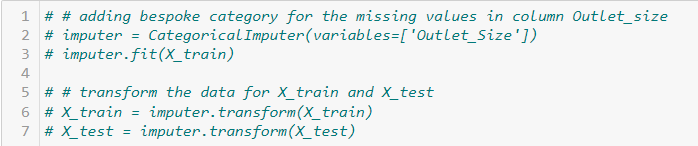 1 # # adding bespoke category for the missing values in column Outlet_size
2 # imputer = CategoricalImputer(variables=['Outlet_Size'])
3 # imputer.fit(X_train)
4
5 # # transform the data for X_train and X_test
6 # X_train = imputer.transform(X_train)
7 # X_test = imputer.transform(X_test)